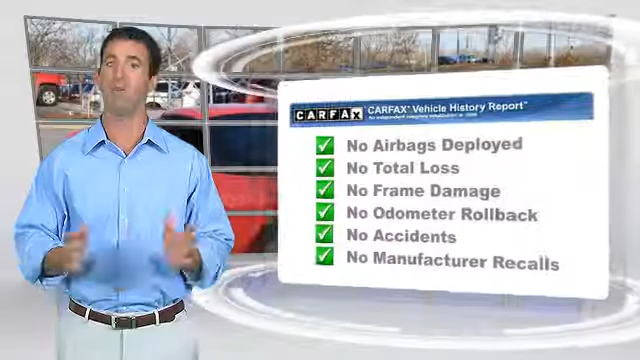 CARFAX CARFAX Vehicle History Report™
No Airbags Deployed
No Total Loss
No Frame Damage
No Odometer Rollback
No Accidents
No Manufacturer Recalls